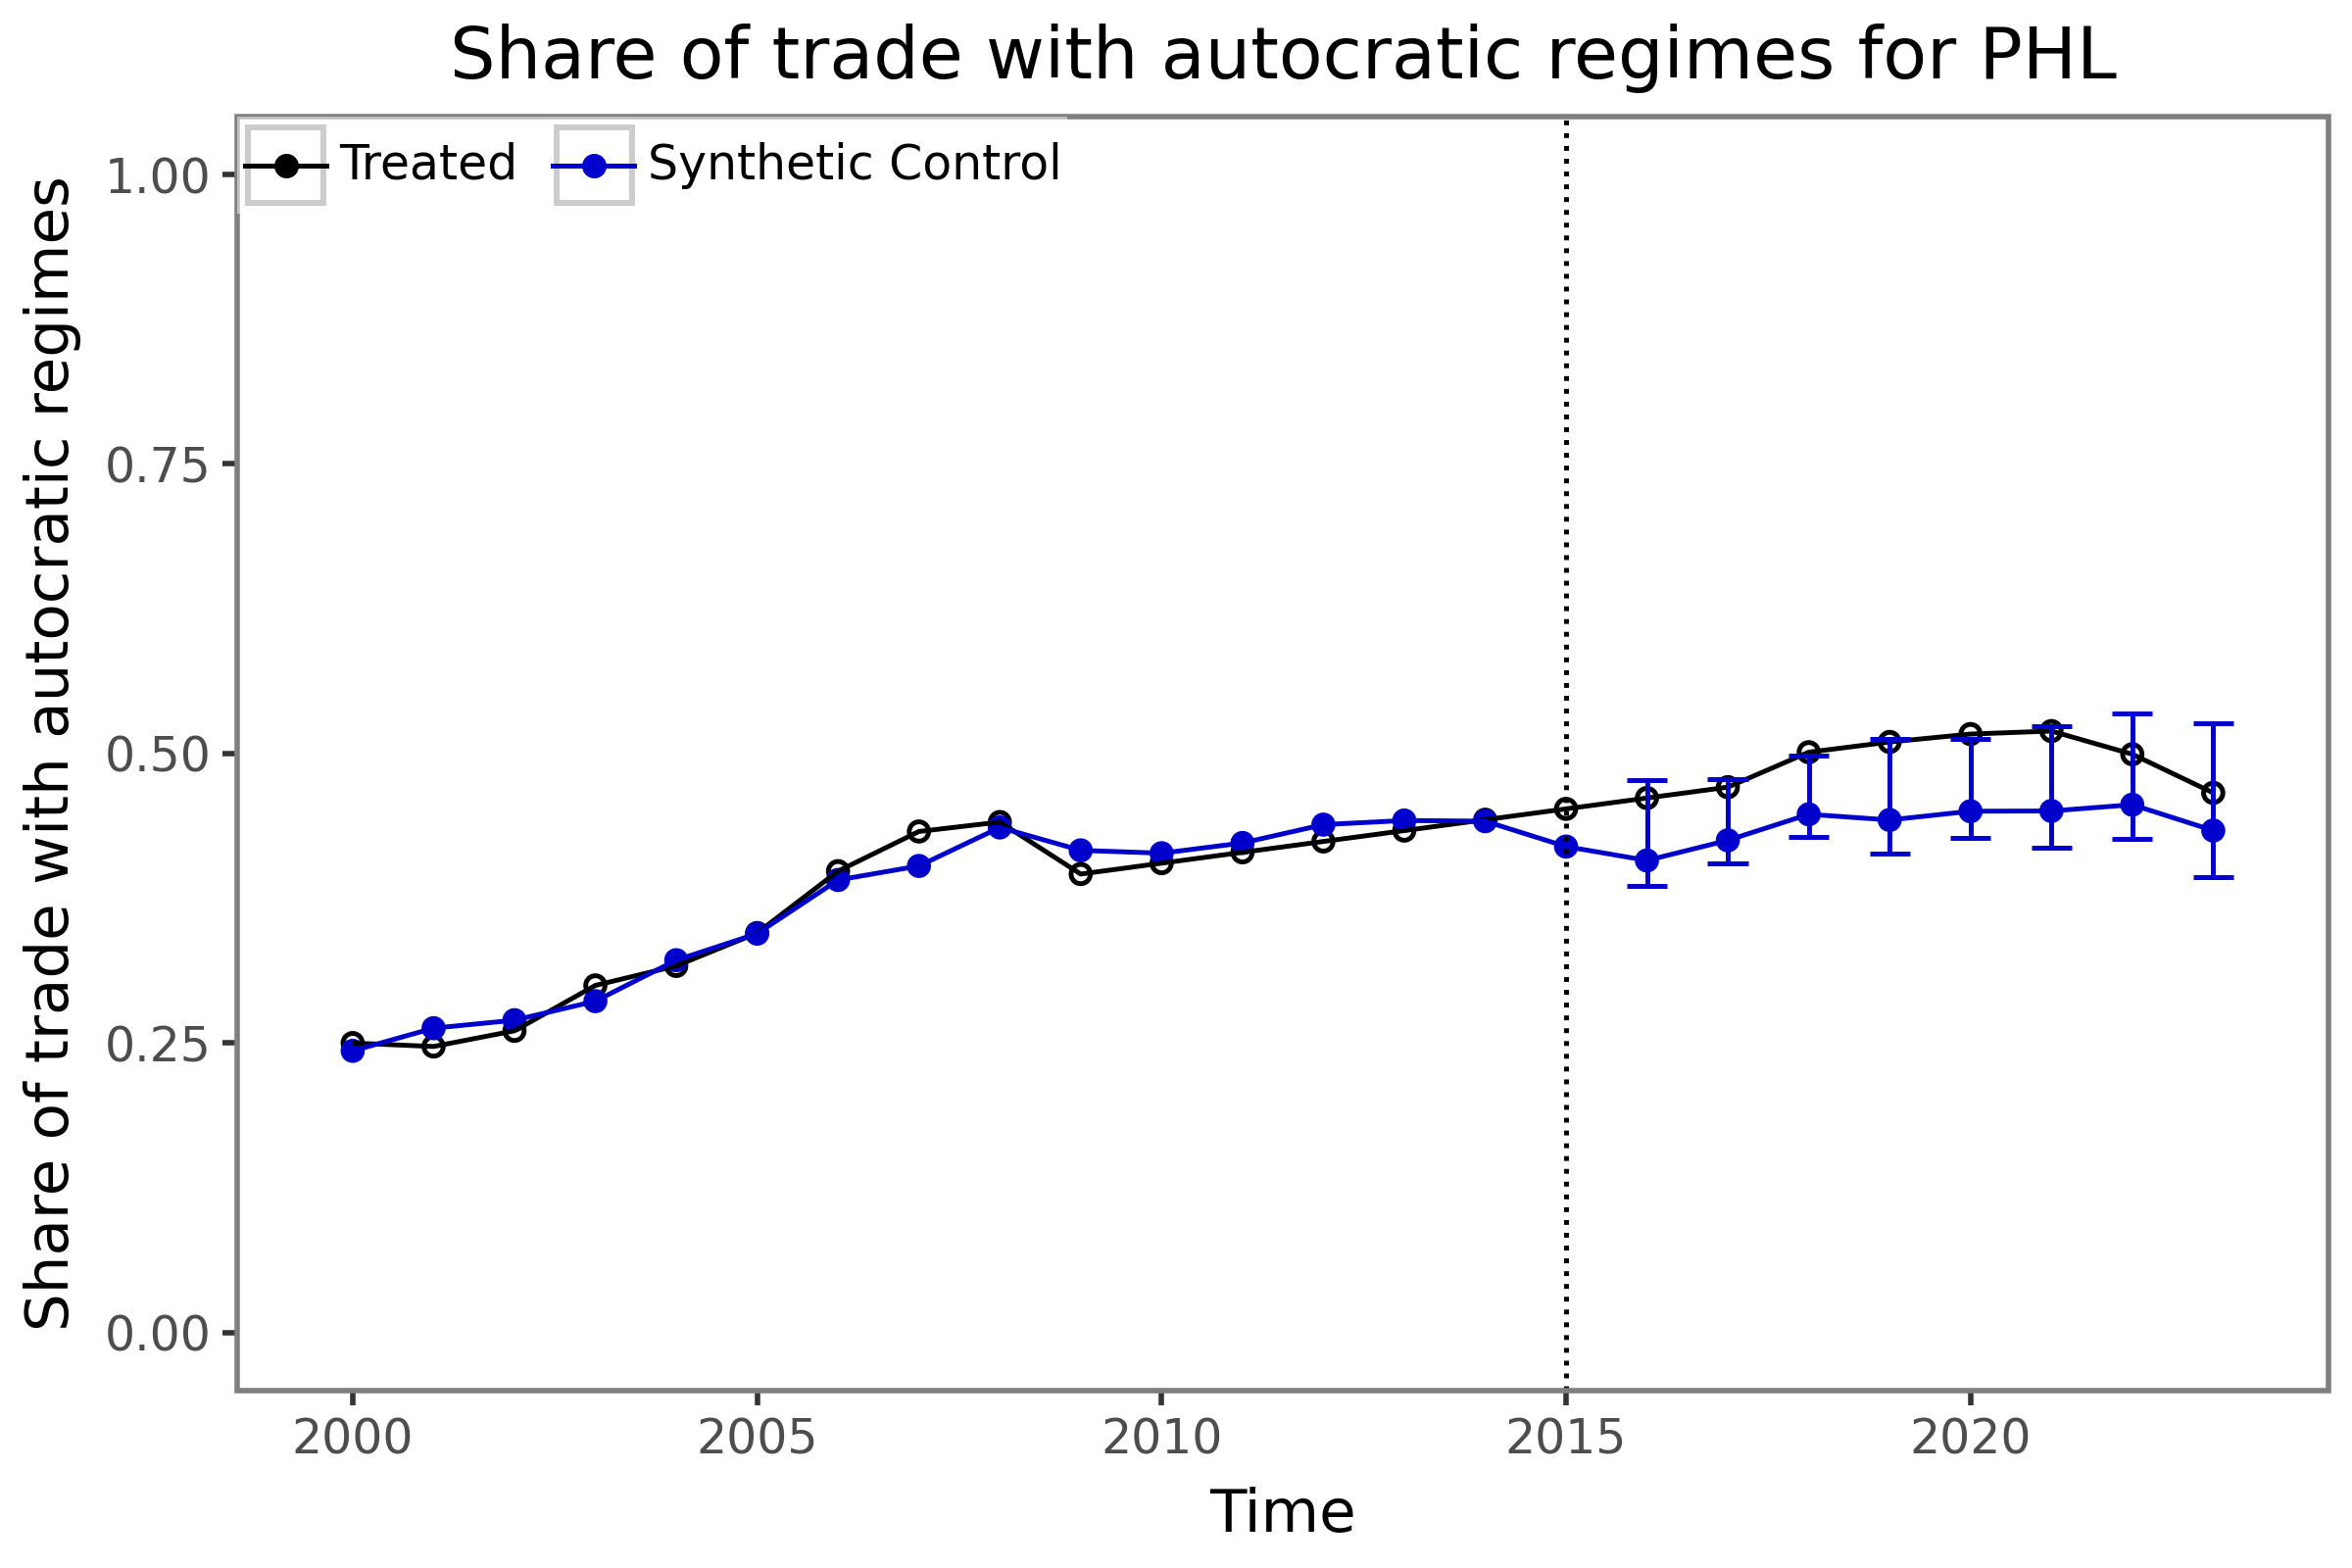 Share of trade with autocratic regimes for PHL
Treated
Synthetic Control
Share of trade with autocratic regimes
1.00
0.75
0.50
0.25
0.00
2000
2005
2010
2015
2020
Time